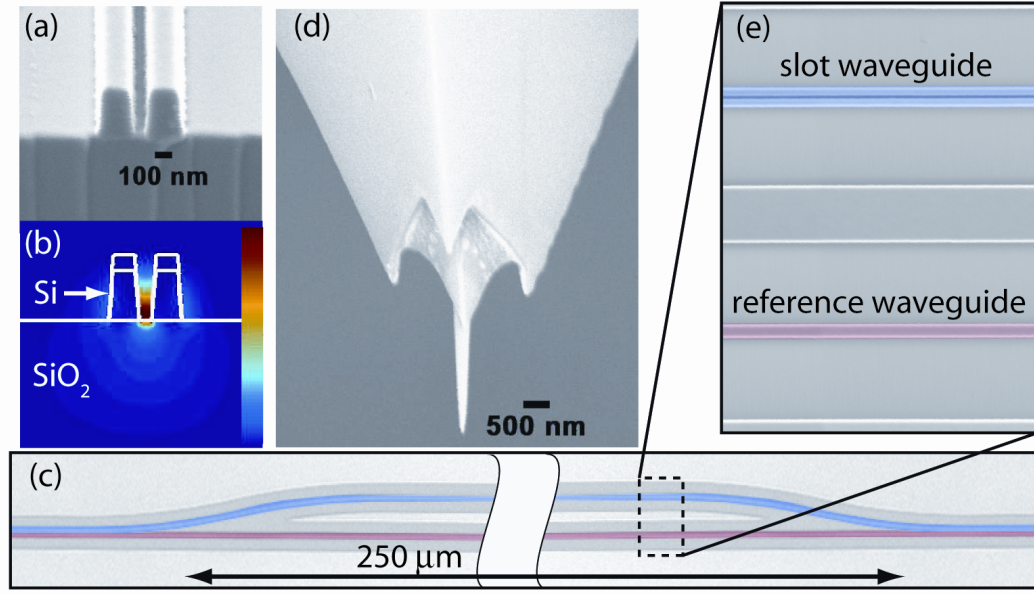 (a)
100 nm
(b)
Si
SiO₂
(d)
500 nm
(e)
slot waveguide
reference waveguide
(c)
250 μm